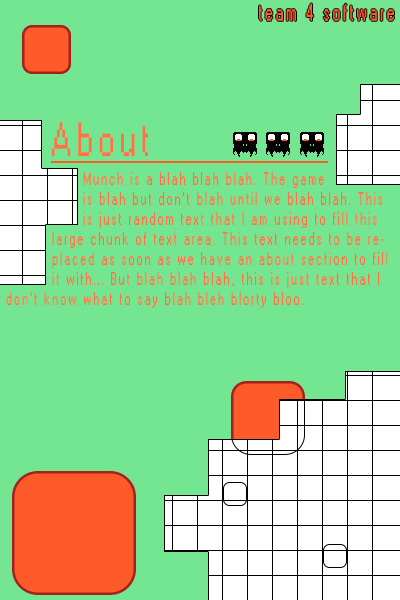 team 4 software
About
Munch is a blah blah blah. The game
is blah but don't blah until we blah blah. This
is just random text that I am using to fill this
large chunk of text area. This text needs to be re-
placed as soon as we have an about section to fill
it with... But blah blah blah, this is just text that I
don't know what to say blah bleh blorty bloo.